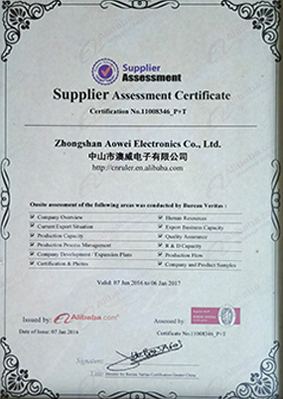 Supplier
Assessment
Supplier Assessment Certificate
Certification No.11008346_P+T
Zhongshan Aowei Electronics Co., Ltd.
中山市澳威电子有限公司
http://cnruler.en.alibaba.com
Onsite assessment of the following areas was conducted by Bureau Veritas :
Company Overview
Human Resources
Current Export Situation
Export Business Capacity
Production Capacity
Quality Assurance
Production Process Management
R & D Capacity
Company Development / Expansion Plans
Production Flow
Certification & Photos
Company and Product Samples
Valid: 07 Jun 2016 to 06 Jan 2017
Issued by: Alibaba.com
Assessed by:
Date of Issue: 07 Jan 2016
Certificate No.11008346_P+T
Signature:
Title: